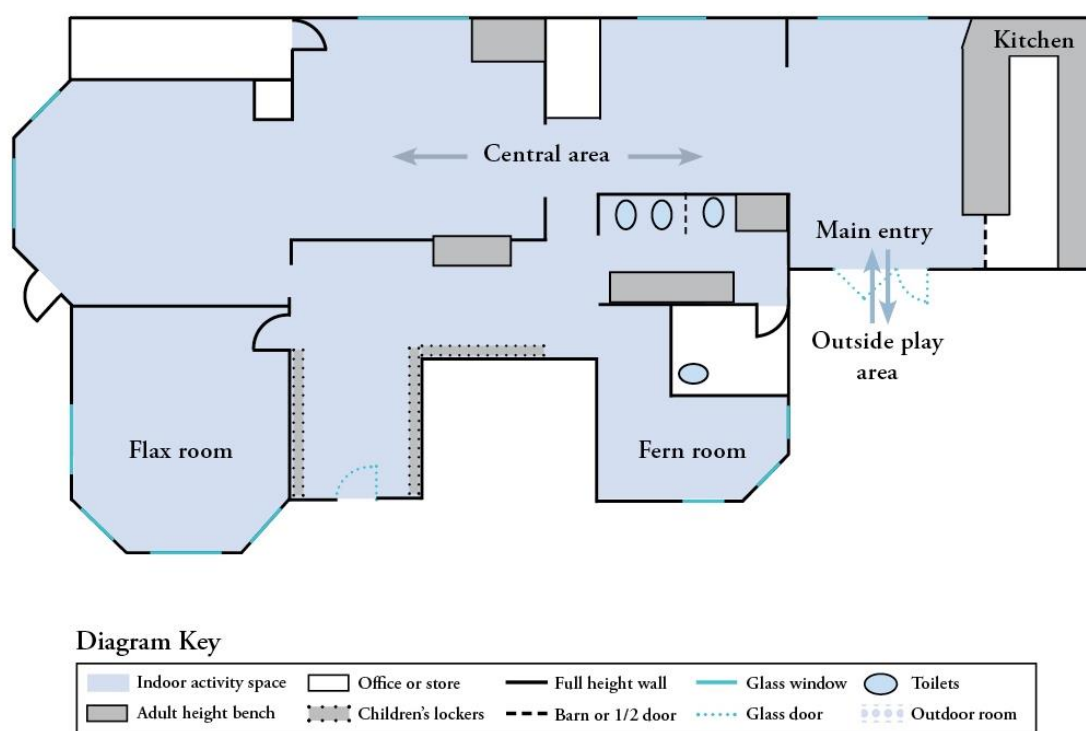 Kitchen
Central area
Main entry
Outside play
area
Flax room
Fern room
Diagram Key
Indoor activity space
Office or store
Full height wall
Glass window
Toilets
Adult height bench
Children's lockers
Barn or 1/2 door
Glass door
Outdoor room